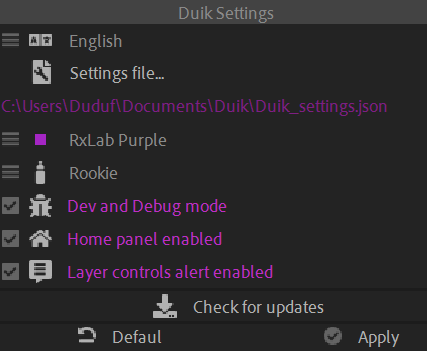 Duik Settings
English
Settings file...
C:\Users\Duduf\Documents\Duik\Duik_settings.json
RxLab Purple
Rookie
Dev and Debug mode
Home panel enabled
Layer controls alert enabled
Check for updates
Defaul Apply